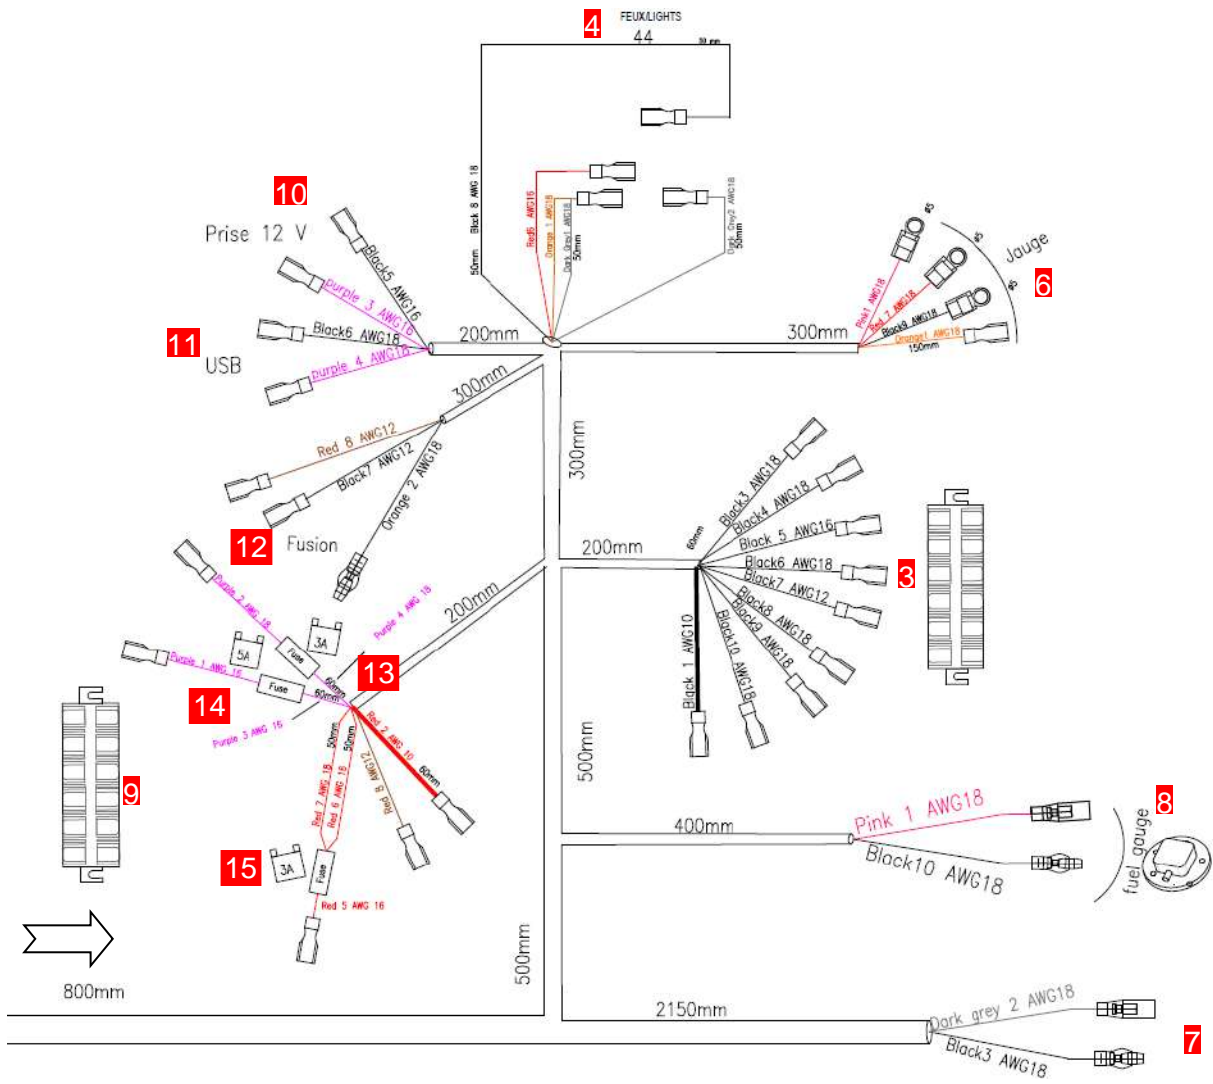 FEUX/LIGHTS
4
44
50 mm
50mm Black 8 AWG 18
Red6 AWG16
Orange 1 AWG18
Dark Grey1 AWG18
50mm
Dark Grey2 AWG18
50mm
10
Prise 12 V
Black5 AWG16
purple 3 AWG16
11
USB
Black6 AWG18
purple 4 AWG18
200mm
300mm
Pink1 AWG18
Red 7 AWG18
Black9 AWG18
Orange1 AWG18
150mm
ø5
ø5
ø5
Jauge
6
300mm
Red 8 AWG12
Black7 AWG12
Orange 2 AWG18
12
Fusion
300mm
200mm
60mm
Black3 AWG18
Black4 AWG18
Black 5 AWG16
Black6 AWG18
Black7 AWG12
Black8 AWG18
Black9 AWG18
Black10 AWG18
Black 1 AWG10
3
200mm
Purple 2 AWG 18
3A
Purple 4 AWG 18
5A
Fuse
60mm
13
Purple 1 AWG 16
Fuse
60mm
14
Purple 3 AWG 16
50mm
50mm
Red 2 AWG 10
60mm
Red 7 AWG 18
Red 6 AWG 16
Red 8 AWG12
9
15
3A
Fuse
Red 5 AWG 16
500mm
400mm
Pink 1 AWG18
Black10 AWG18
8
fuel gauge
800mm
500mm
2150mm
Dark grey 2 AWG18
Black3 AWG18
7